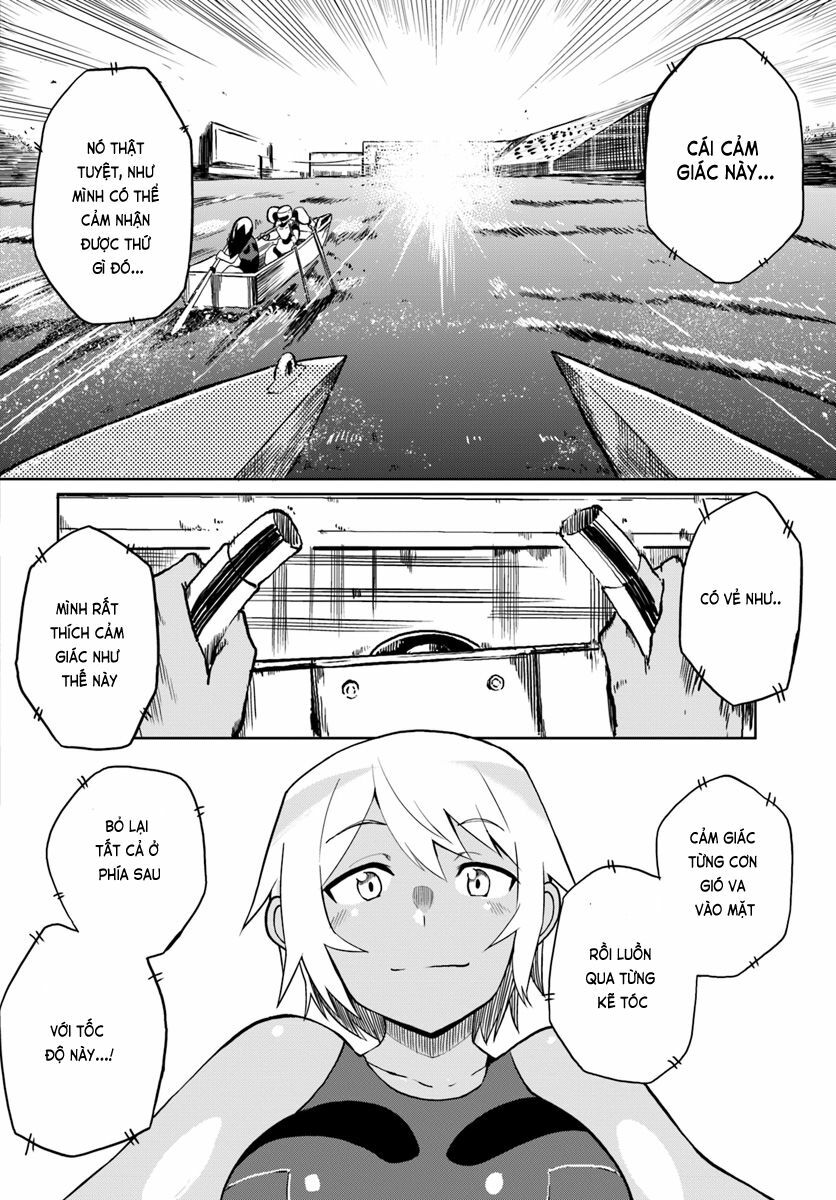 CÁI CẢM
GIÁC NÀY...
NÓ THẬT
TUYỆT, NHƯ
MÌNH CÓ THỂ
CẢM NHẬN
ĐƯỢC THỨ
GÌ ĐÓ...
CÓ VẺ NHƯ..
MÌNH RẤT
THÍCH CẢM
GIÁC NHƯ
THẾ NÀY
CẢM GIÁC
TỪNG CƠN
GIÓ VA
VÀO MẶT
RỒI LUỒN
QUA TỪNG
KẼ TÓC
BỎ LẠI
TẤT CẢ Ở
PHÍA SAU
VỚI TỐC
ĐỘ NÀY...!